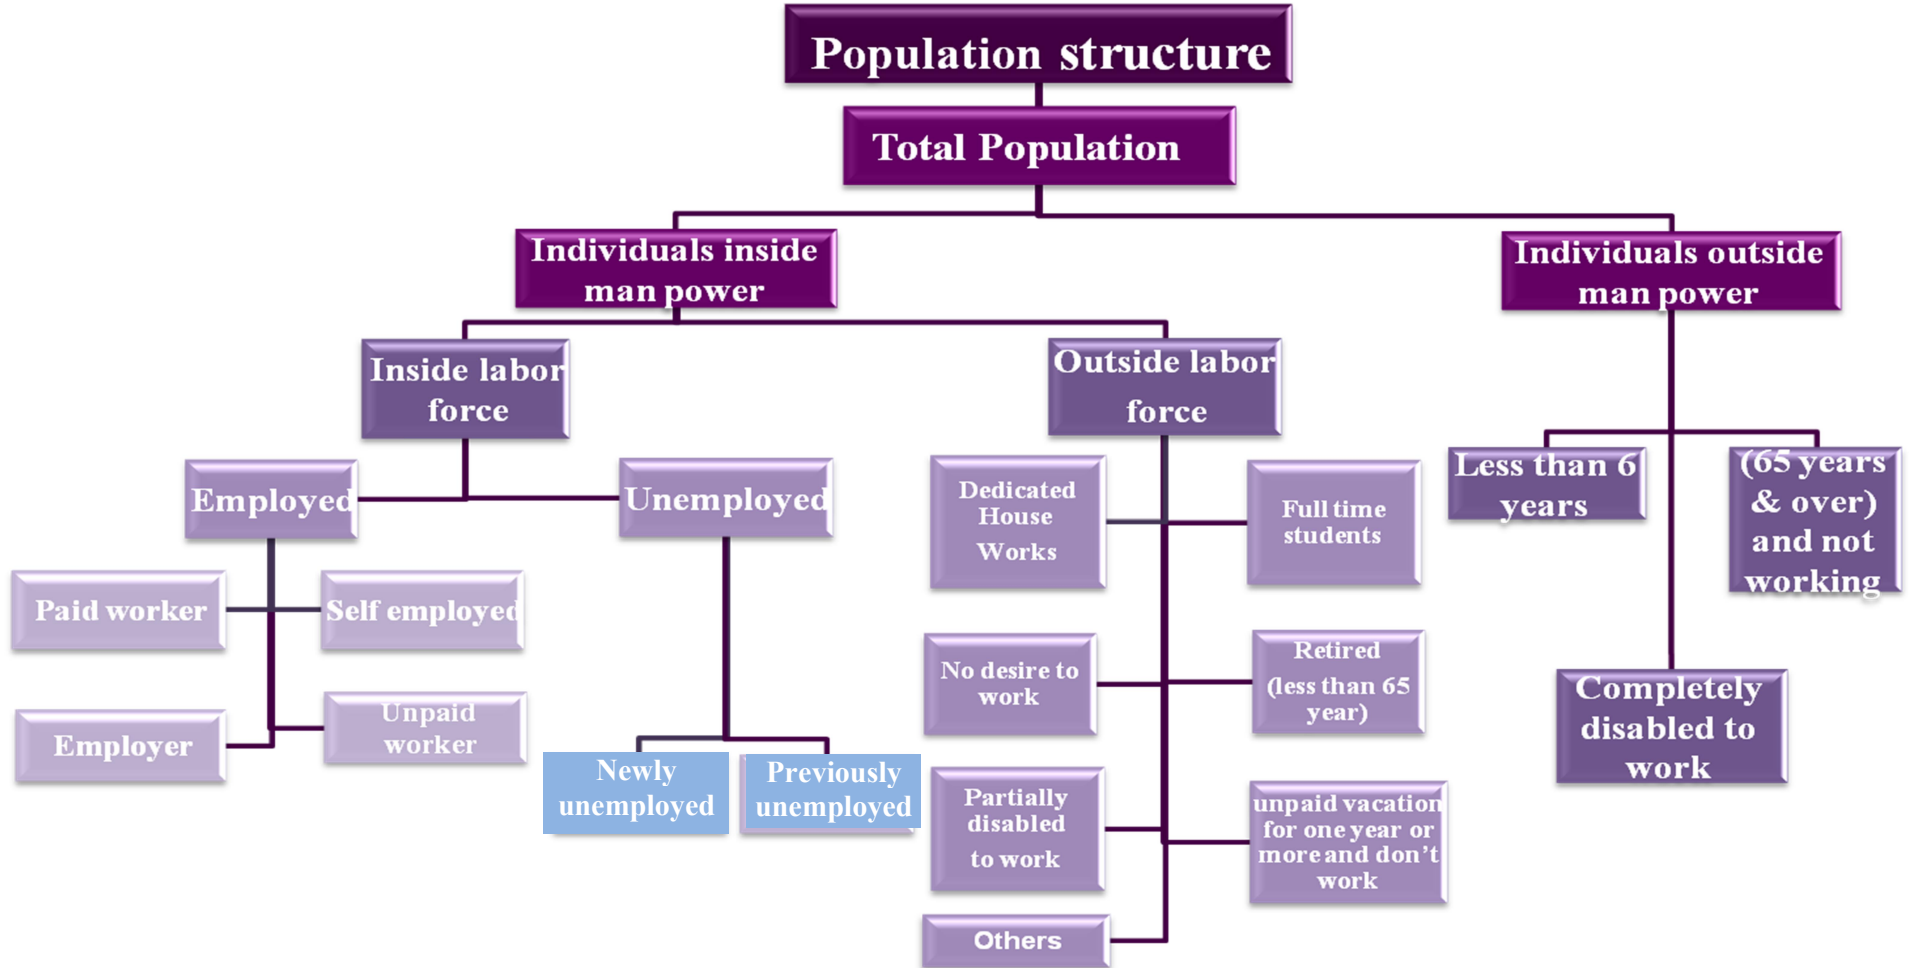 Population structure
Total Population
Individuals inside
man power
Individuals outside
man power
Inside labor
force
Outside labor
force
Employed
Unemployed
Paid worker
Self employed
Employer
Unpaid
worker
Newly
unemployed
Previously
unemployed
Dedicated
House
Works
Full time
students
No desire to
work
Retired
(less than 65
year)
Partially
disabled
to work
unpaid vacation
for one year or
more and don't
work
Others
Less than 6
years
(65 years
& over)
and not
working
Completely
disabled to
work